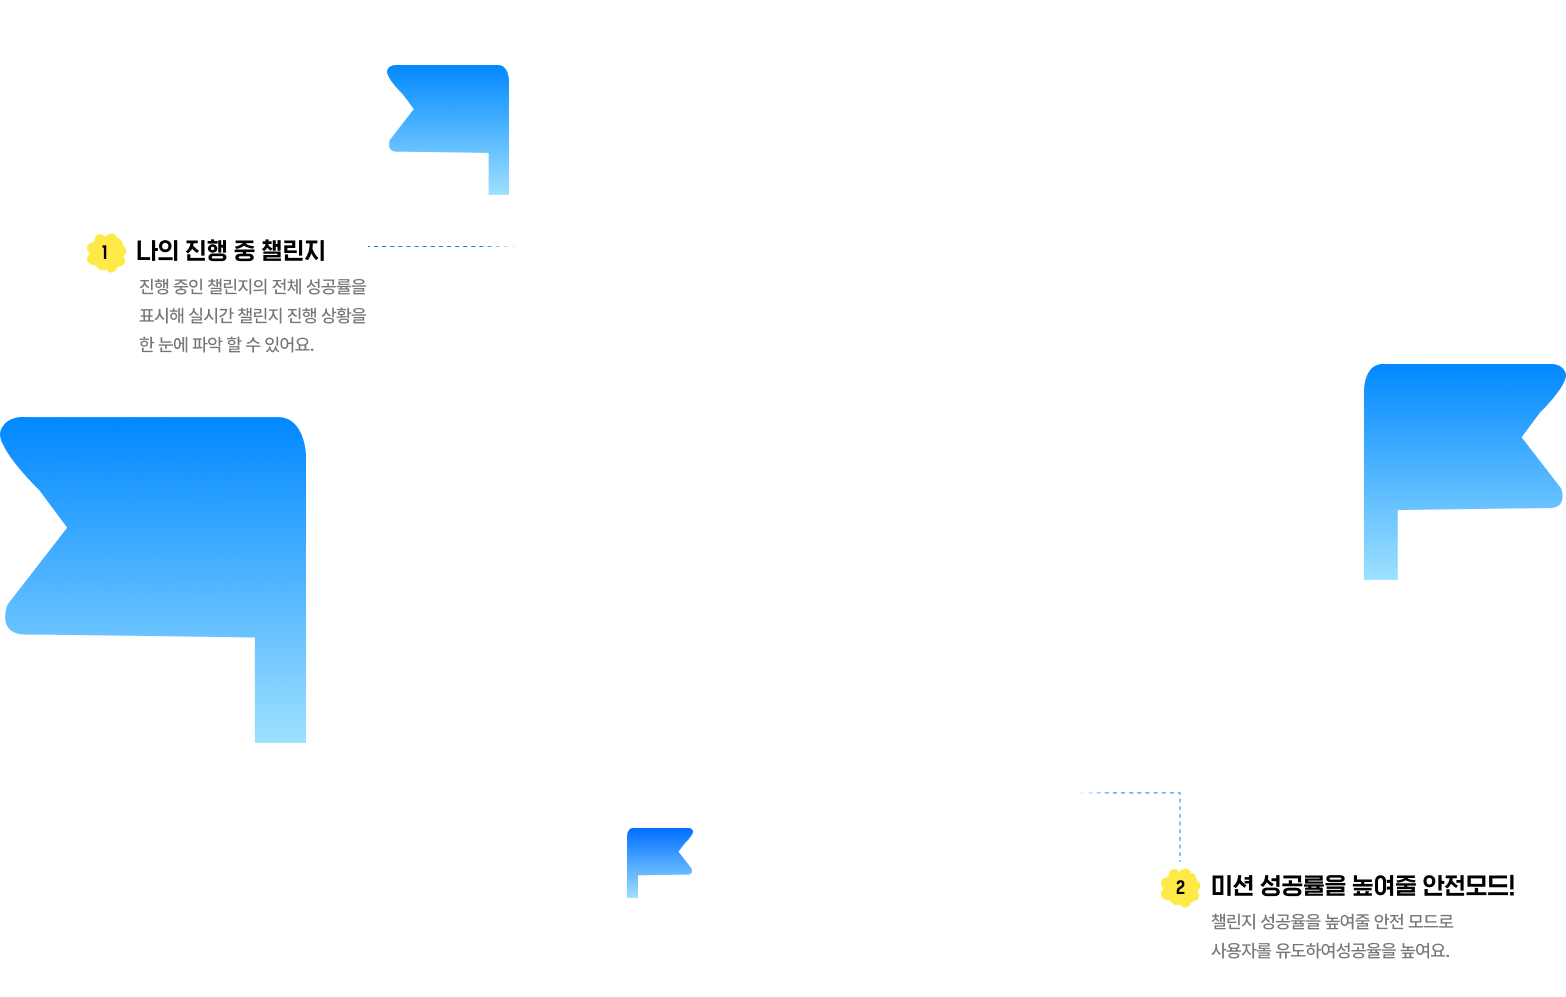 1 나의 진행 중 챌린지
진행 중인 챌린지의 전체 성공률을
표시해 실시간 챌린지 진행 상황을
한 눈에 파악 할 수 있어요.
2 미션 성공률을 높여줄 안전모드!
챌린지 성공율을 높여줄 안전 모드로
사용자롤 유도하여성공율을 높여요.